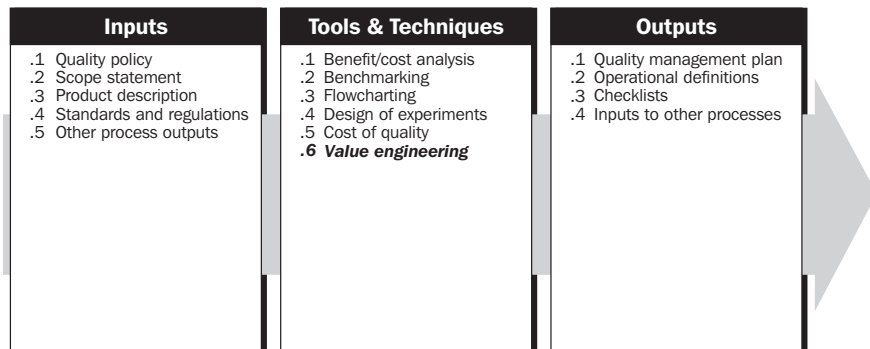 Inputs
.1 Quality policy
.2 Scope statement
.3 Product description
.4 Standards and regulations
.5 Other process outputs
Tools & Techniques
.1 Benefit/cost analysis
.2 Benchmarking
.3 Flowcharting
.4 Design of experiments
.5 Cost of quality
.6 Value engineering
Outputs
.1 Quality management plan
.2 Operational definitions
.3 Checklists
.4 Inputs to other processes